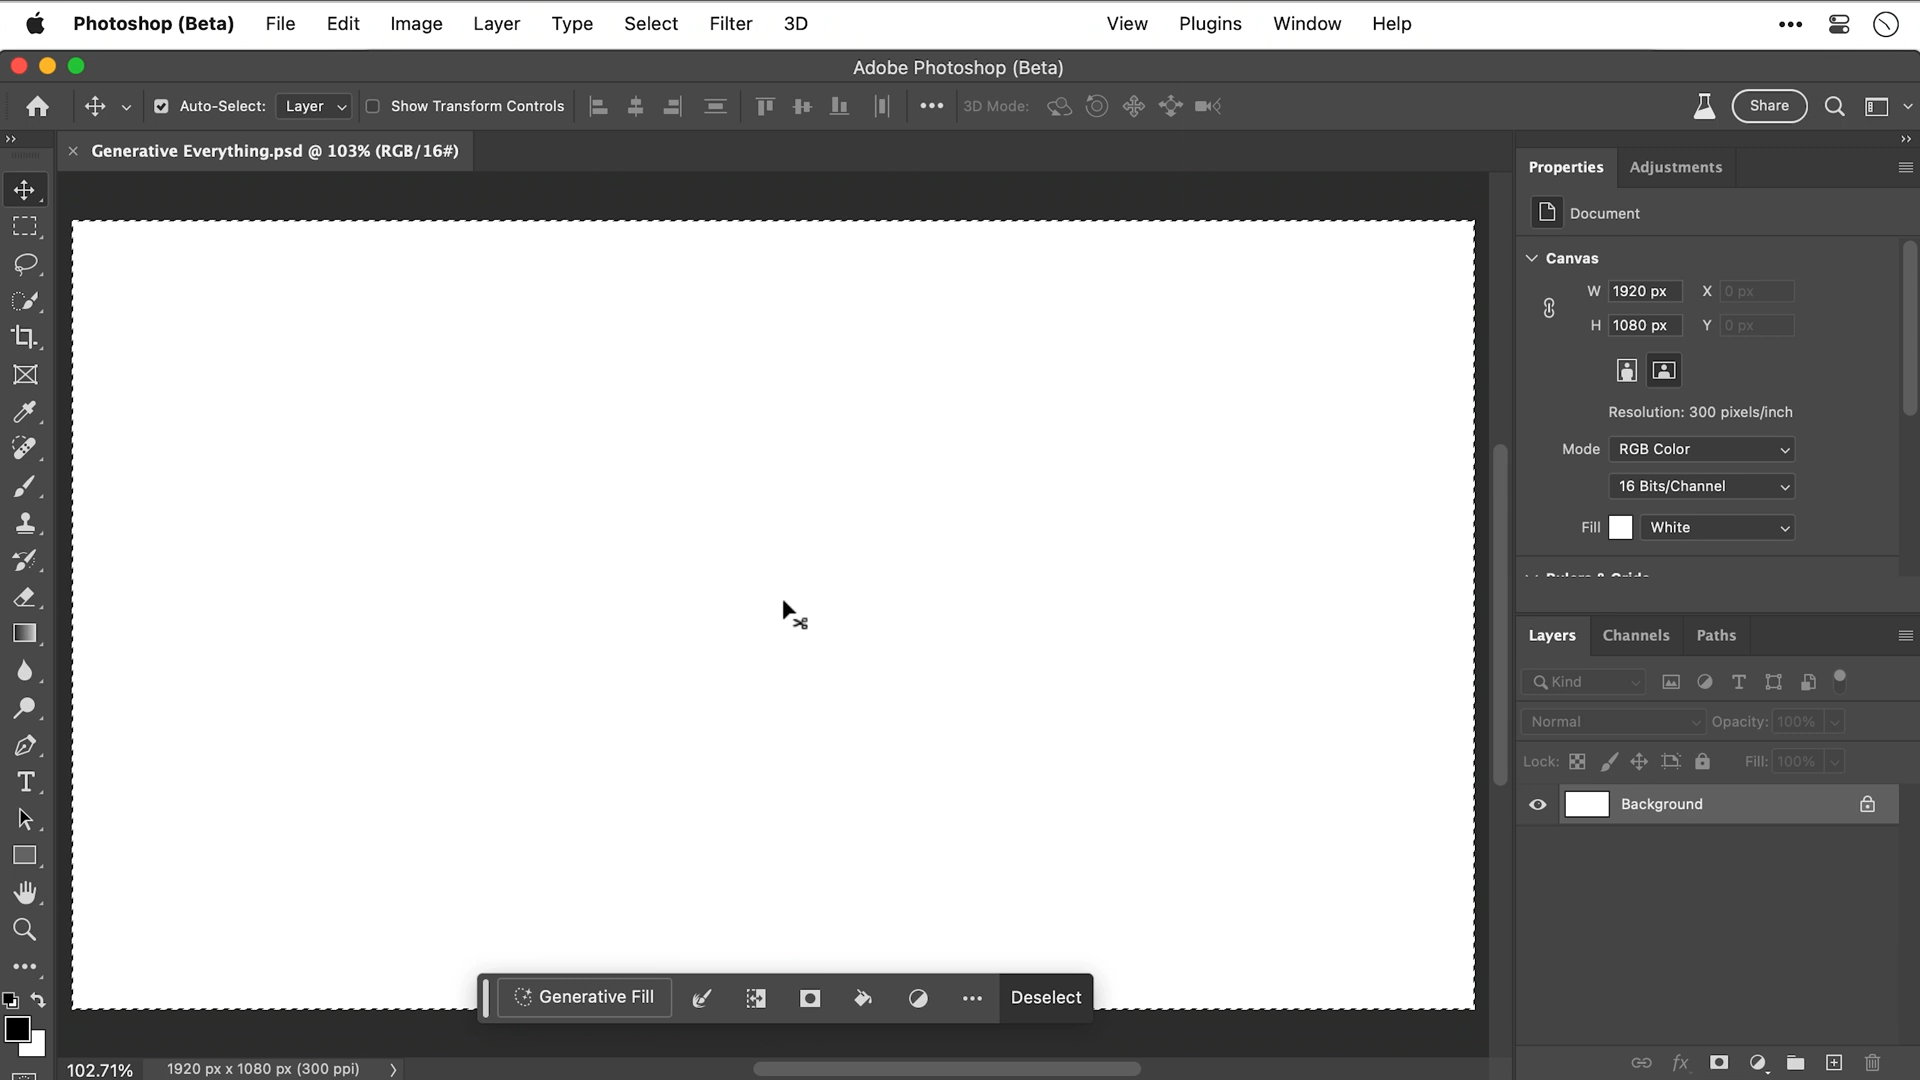 Photoshop (Beta) File Edit Image Layer Type Select Filter 3D View Plugins Window Help
Adobe Photoshop (Beta)
Auto-Select: Layer Show Transform Controls 3D Mode: Share
Generative Everything.psd @ 103% (RGB/16#)
Properties Adjustments
Document
Canvas
W 1920 px X 0 px
H 1080 px Y 0 px
Resolution: 300 pixels/inch
Mode RGB Color
16 Bits/Channel
Fill White
Rulers & Grids
Layers Channels Paths
Kind
Normal Opacity: 100%
Lock: Fill: 100%
Background
Generative Fill Deselect
102.71% 1920 px x 1080 px (300 ppi)